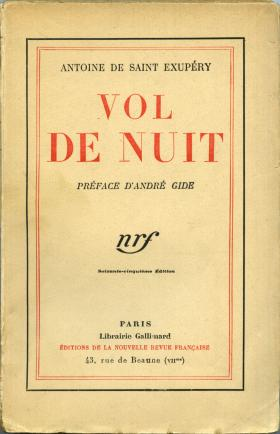 ANTOINE DE SAINT EXUPÉRY
VOL
DE NUIT
PRÉFACE D'ANDRÉ GIDE
nrf
Soixante-cinquième Édition
PARIS
Librairie Gallimard
ÉDITIONS DE LA NOUVELLE REVUE FRANÇAISE
43, rue de Beaune (VIIme)